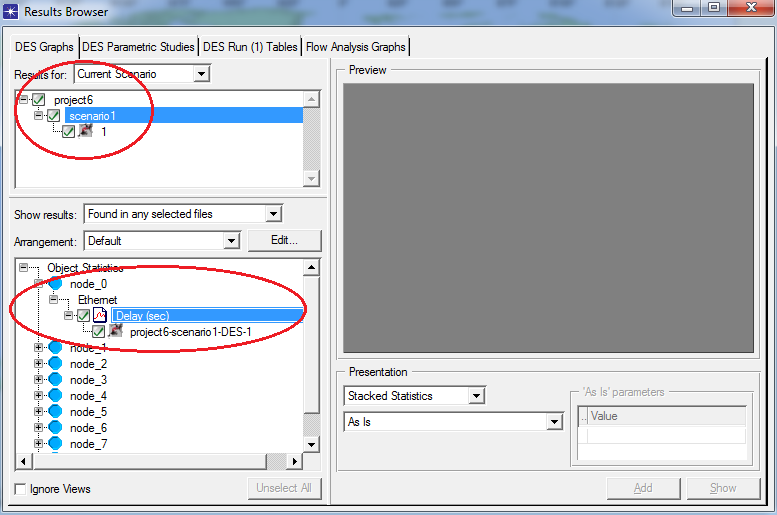 Results Browser
DES Graphs DES Parametric Studies DES Run (1) Tables Flow Analysis Graphs
Results for: Current Scenario
project6
scenario1
1
Show results: Found in any selected files
Arrangement: Default Edit...
Object Statistics
node_0
Ethernet
Delay (sec)
project6-scenario1-DES-1
node_1
node_2
node_3
node_4
node_5
node_6
node_7
Ignore Views Unselect All
Preview
Presentation
Stacked Statistics
As Is
'As Is' parameters
.. Value
Add Show